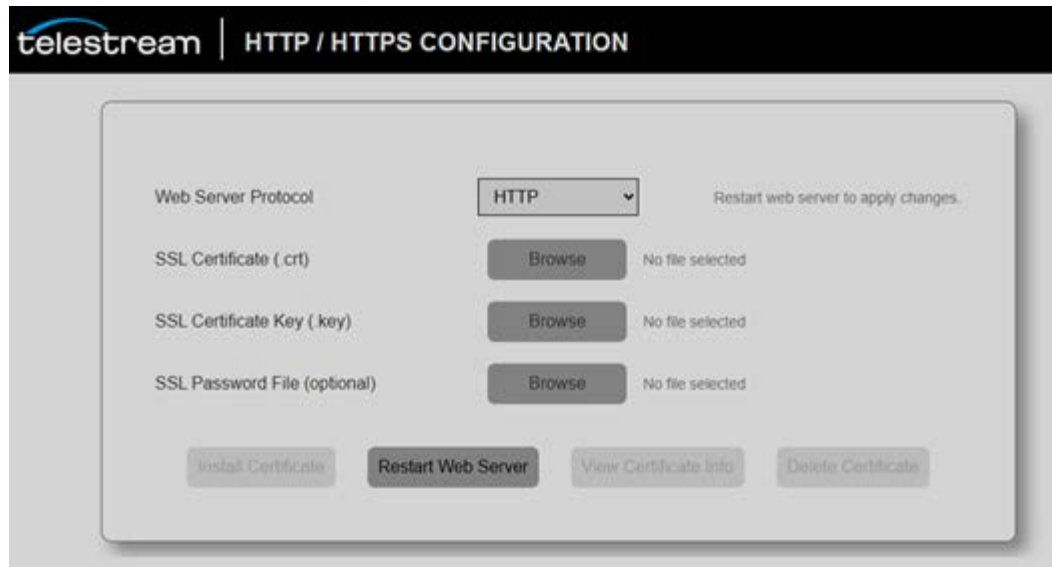 telestream | HTTP / HTTPS CONFIGURATION
Web Server Protocol HTTP Restart web server to apply changes.
SSL Certificate (.crt) Browse No file selected
SSL Certificate Key (.key) Browse No file selected
SSL Password File (optional) Browse No file selected
Install Certificate Restart Web Server View Certificate Info Delete Certificate